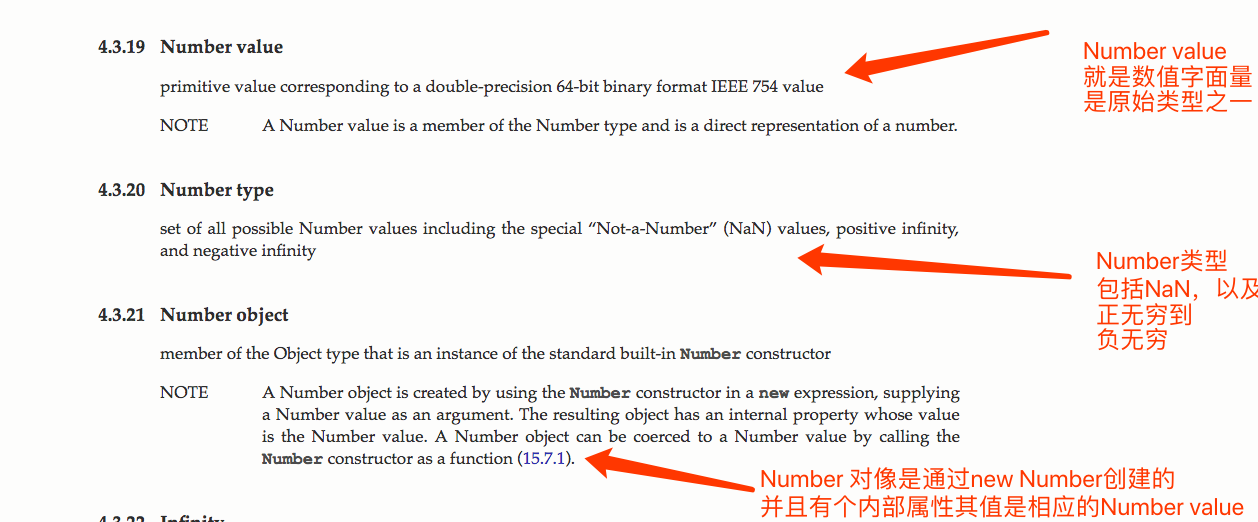 4.3.19 Number value
primitive value corresponding to a double-precision 64-bit binary format IEEE 754 value
NOTE A Number value is a member of the Number type and is a direct representation of a number.
Number value
就是数值字面量
是原始类型之一
4.3.20 Number type
set of all possible Number values including the special “Not-a-Number” (NaN) values, positive infinity,
and negative infinity
Number类型
包括NaN，以及
正无穷到
负无穷
4.3.21 Number object
member of the Object type that is an instance of the standard built-in Number constructor
NOTE A Number object is created by using the Number constructor in a new expression, supplying
a Number value as an argument. The resulting object has an internal property whose value
is the Number value. A Number object can be coerced to a Number value by calling the
Number constructor as a function (15.7.1).
Number 对像是通过new Number创建的
并且有个内部属性其值是相应的Number value
4.3.22 Infinity